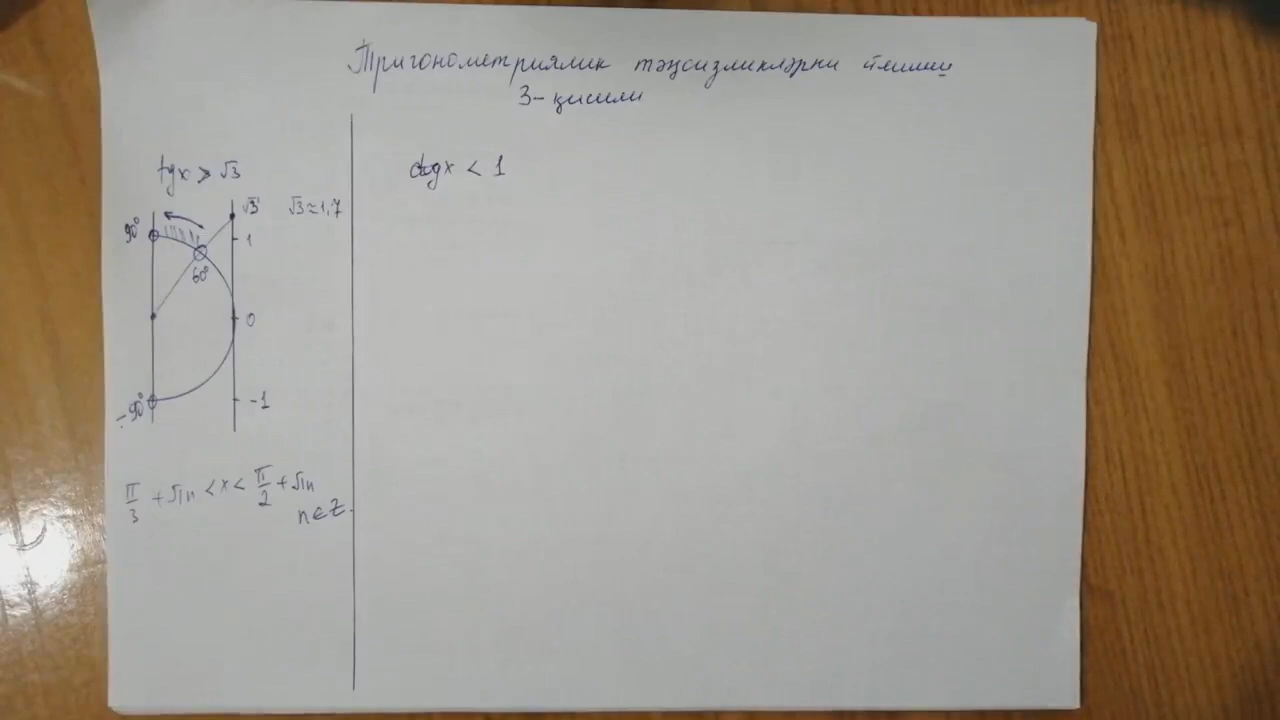 Тригонометриялик тәңсизликләрни йешиш
3-қисим
tgx > √3
√3 √3≈1,7
90° 1
60°
0
-90° -1
π/3 + πn < x < π/2 + πn
n∈Z.
ctgx < 1